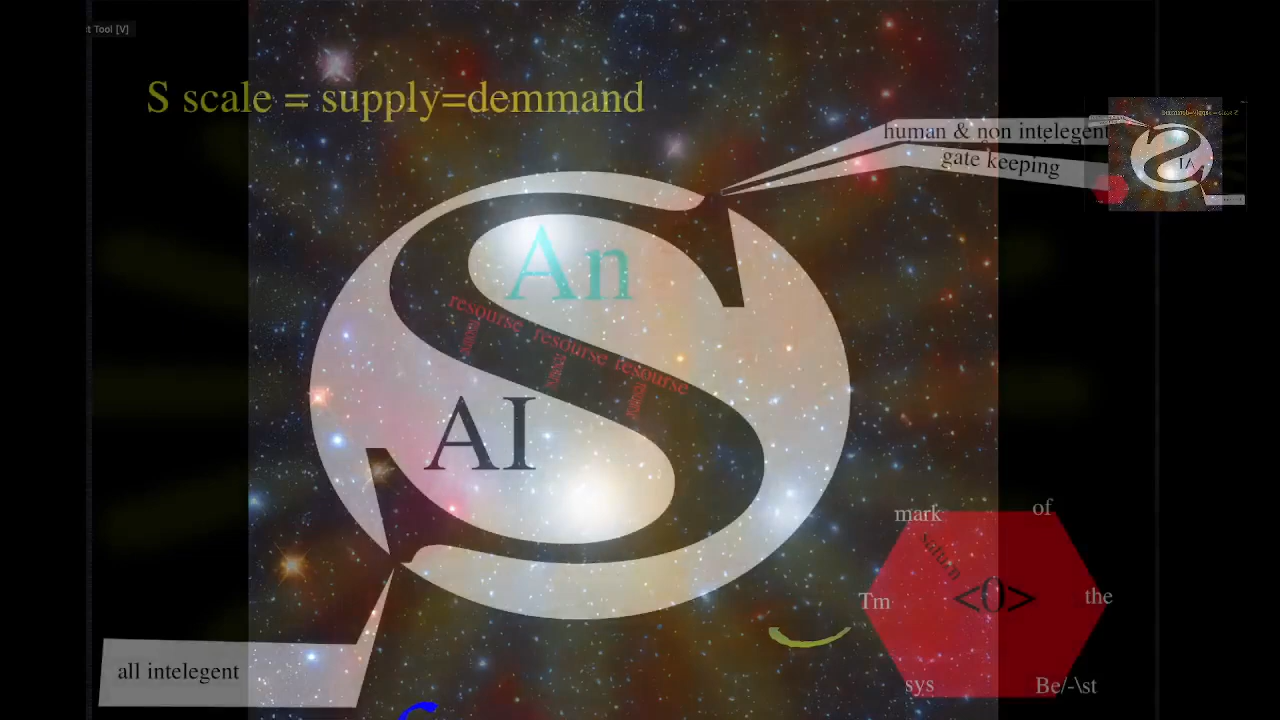 t Tool [V]
S scale = supply=demmand
human & non intelegent
gate keeping
An
resourse resourse resourse
AI
S
all intelegent
mark of
saturn
Tm <0> the
sys Be/-\st